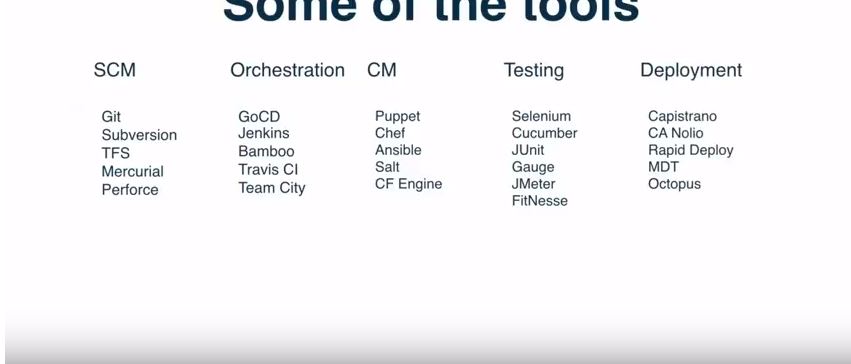 Some of the tools
SCM
Git
Subversion
TFS
Mercurial
Perforce
Orchestration
GoCD
Jenkins
Bamboo
Travis CI
Team City
CM
Puppet
Chef
Ansible
Salt
CF Engine
Testing
Selenium
Cucumber
JUnit
Gauge
JMeter
FitNesse
Deployment
Capistrano
CA Nolio
Rapid Deploy
MDT
Octopus